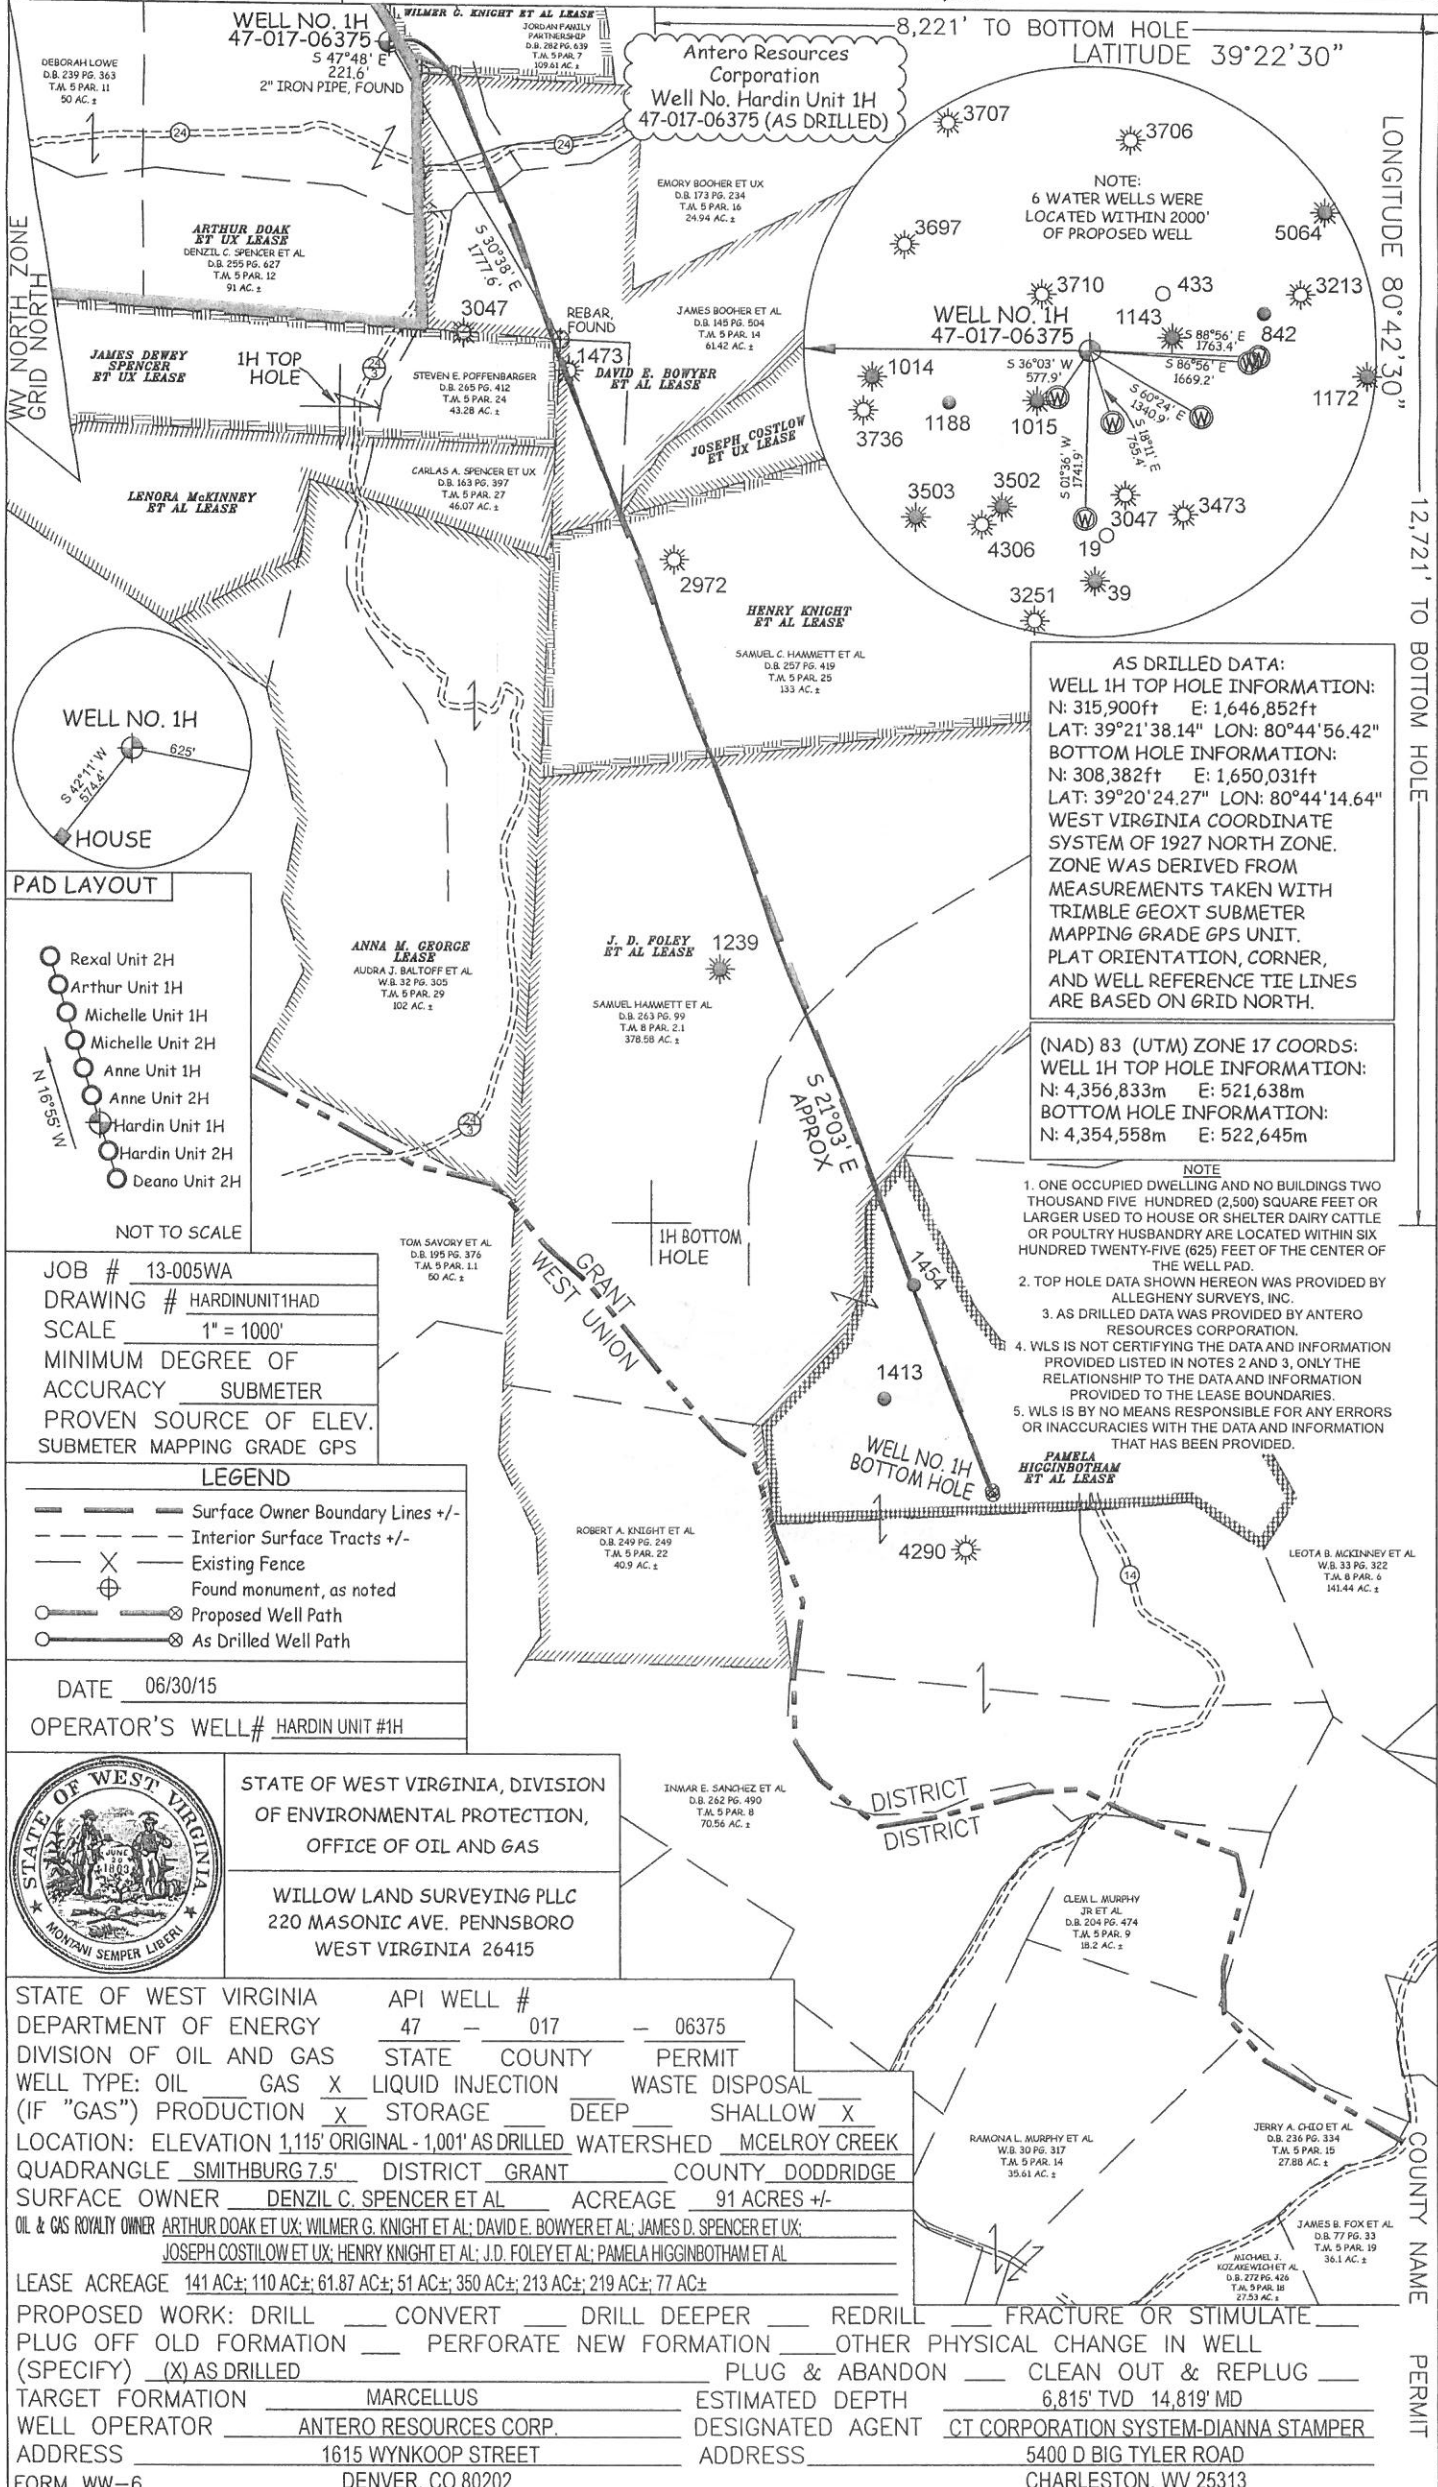 8,221' TO BOTTOM HOLE
LATITUDE 39°22'30"
LONGITUDE 80°42'30"
12,721' TO BOTTOM HOLE
WELL NO. 1H
47-017-06375
S 47°48' E
221.6'
2" IRON PIPE, FOUND
WILMER G. KNIGHT ET AL LEASE
JORDAN FAMILY
PARTNERSHIP
D.B. 282 PG. 639
T.M. 5 PAR. 7
109.61 AC. ±
Antero Resources
Corporation
Well No. Hardin Unit 1H
47-017-06375 (AS DRILLED)
DEBORAH LOWE
D.B. 239 PG. 363
T.M. 5 PAR. 11
50 AC. ±
24
24
WV NORTH ZONE
GRID NORTH
ARTHUR DOAK
ET UX LEASE
DENZIL C. SPENCER ET AL
D.B. 255 PG. 627
T.M. 5 PAR. 12
91 AC. ±
EMORY BOOHER ET UX
D.B. 173 PG. 234
T.M. 5 PAR. 16
24.94 AC. ±
S 30°38' E
1777.6'
3047
REBAR,
FOUND
1473
JAMES BOOHER ET AL
D.B. 145 PG. 504
T.M. 5 PAR. 14
61.42 AC. ±
DAVID E. BOWYER
ET AL LEASE
JAMES DEWEY
SPENCER
ET UX LEASE
1H TOP
HOLE
STEVEN E. POFFENBARGER
D.B. 265 PG. 412
T.M. 5 PAR. 24
43.28 AC. ±
JOSEPH COSTLOW
ET UX LEASE
LENORA McKINNEY
ET AL LEASE
CARLAS A. SPENCER ET UX
D.B. 163 PG. 397
T.M. 5 PAR. 27
46.07 AC. ±
2972
HENRY KNIGHT
ET AL LEASE
SAMUEL C. HAMMETT ET AL
D.B. 257 PG. 419
T.M. 5 PAR. 25
133 AC. ±
3707
3706
NOTE:
6 WATER WELLS WERE
LOCATED WITHIN 2000'
OF PROPOSED WELL
5064
3697
3710
433
3213
WELL NO. 1H
47-017-06375
1143
842
S 88°56' E
1763.4'
S 86°56' E
1669.2'
S 36°03' W
577.9'
S 60°24' E
1340.9'
S 18°11' E
765.4'
S 01°36' W
1741.9'
W
W
W
W
W
1014
1172
3736
1188
1015
3503
3502
4306
19
3047
3473
3251
39
WELL NO. 1H
625'
S 42°11' W
574.4'
HOUSE
AS DRILLED DATA:
WELL 1H TOP HOLE INFORMATION:
N: 315,900ft E: 1,646,852ft
LAT: 39°21'38.14" LON: 80°44'56.42"
BOTTOM HOLE INFORMATION:
N: 308,382ft E: 1,650,031ft
LAT: 39°20'24.27" LON: 80°44'14.64"
WEST VIRGINIA COORDINATE
SYSTEM OF 1927 NORTH ZONE.
ZONE WAS DERIVED FROM
MEASUREMENTS TAKEN WITH
TRIMBLE GEOXT SUBMETER
MAPPING GRADE GPS UNIT.
PLAT ORIENTATION, CORNER,
AND WELL REFERENCE TIE LINES
ARE BASED ON GRID NORTH.
(NAD) 83 (UTM) ZONE 17 COORDS:
WELL 1H TOP HOLE INFORMATION:
N: 4,356,833m E: 521,638m
BOTTOM HOLE INFORMATION:
N: 4,354,558m E: 522,645m
NOTE
1. ONE OCCUPIED DWELLING AND NO BUILDINGS TWO
THOUSAND FIVE HUNDRED (2,500) SQUARE FEET OR
LARGER USED TO HOUSE OR SHELTER DAIRY CATTLE
OR POULTRY HUSBANDRY ARE LOCATED WITHIN SIX
HUNDRED TWENTY-FIVE (625) FEET OF THE CENTER OF
THE WELL PAD.
2. TOP HOLE DATA SHOWN HEREON WAS PROVIDED BY
ALLEGHENY SURVEYS, INC.
3. AS DRILLED DATA WAS PROVIDED BY ANTERO
RESOURCES CORPORATION.
4. WLS IS NOT CERTIFYING THE DATA AND INFORMATION
PROVIDED LISTED IN NOTES 2 AND 3, ONLY THE
RELATIONSHIP TO THE DATA AND INFORMATION
PROVIDED TO THE LEASE BOUNDARIES.
5. WLS IS BY NO MEANS RESPONSIBLE FOR ANY ERRORS
OR INACCURACIES WITH THE DATA AND INFORMATION
THAT HAS BEEN PROVIDED.
PAD LAYOUT
Rexal Unit 2H
Arthur Unit 1H
Michelle Unit 1H
Michelle Unit 2H
Anne Unit 1H
Anne Unit 2H
Hardin Unit 1H
Hardin Unit 2H
Deano Unit 2H
N 16°55' W
NOT TO SCALE
ANNA M. GEORGE
LEASE
AUDRA J. BALTOFF ET AL
W.B. 32 PG. 305
T.M. 5 PAR. 29
102 AC. ±
J. D. FOLEY
ET AL LEASE
1239
SAMUEL HAMMETT ET AL
D.B. 263 PG. 99
T.M. 8 PAR. 2.1
378.58 AC. ±
S 21°03' E
APPROX
1H BOTTOM
HOLE
TOM SAVORY ET AL
D.B. 195 PG. 376
T.M. 5 PAR. 1.1
50 AC. ±
GRANT
WEST UNION
1454
1413
WELL NO. 1H
BOTTOM HOLE
PAMELA
HIGGINBOTHAM
ET AL LEASE
4290
14
LEOTA B. MCKINNEY ET AL
W.B. 33 PG. 322
T.M. 8 PAR. 6
141.44 AC. ±
ROBERT A. KNIGHT ET AL
D.B. 249 PG. 249
T.M. 5 PAR. 22
40.9 AC. ±
JOB # 13-005WA
DRAWING # HARDINUNIT1HAD
SCALE 1" = 1000'
MINIMUM DEGREE OF
ACCURACY SUBMETER
PROVEN SOURCE OF ELEV.
SUBMETER MAPPING GRADE GPS
LEGEND
Surface Owner Boundary Lines +/-
Interior Surface Tracts +/-
X Existing Fence
Found monument, as noted
Proposed Well Path
As Drilled Well Path
DATE 06/30/15
OPERATOR'S WELL# HARDIN UNIT #1H
STATE OF WEST VIRGINIA
JUNE
20
1863
MONTANI SEMPER LIBERI
STATE OF WEST VIRGINIA, DIVISION
OF ENVIRONMENTAL PROTECTION,
OFFICE OF OIL AND GAS
WILLOW LAND SURVEYING PLLC
220 MASONIC AVE. PENNSBORO
WEST VIRGINIA 26415
INMAR E. SANCHEZ ET AL
D.B. 262 PG. 490
T.M. 5 PAR. 8
70.56 AC. ±
DISTRICT
DISTRICT
CLEM L. MURPHY
JR ET AL
D.B. 204 PG. 474
T.M. 5 PAR. 9
18.2 AC. ±
RAMONA L. MURPHY ET AL
W.B. 30 PG. 317
T.M. 5 PAR. 14
35.61 AC. ±
JERRY A. CHIO ET AL
D.B. 236 PG. 334
T.M. 5 PAR. 15
27.88 AC. ±
JAMES B. FOX ET AL
D.B. 77 PG. 33
T.M. 5 PAR. 19
36.1 AC. ±
MICHAEL J.
KOZAKEWICH ET AL
D.B. 272 PG. 426
T.M. 5 PAR. 18
27.53 AC. ±
COUNTY NAME
PERMIT
STATE OF WEST VIRGINIA API WELL #
DEPARTMENT OF ENERGY 47 - 017 - 06375
DIVISION OF OIL AND GAS STATE COUNTY PERMIT
WELL TYPE: OIL ___ GAS X LIQUID INJECTION ___ WASTE DISPOSAL ___
(IF "GAS") PRODUCTION X STORAGE ___ DEEP ___ SHALLOW X
LOCATION: ELEVATION 1,115' ORIGINAL - 1,001' AS DRILLED WATERSHED MCELROY CREEK
QUADRANGLE SMITHBURG 7.5' DISTRICT GRANT COUNTY DODDRIDGE
SURFACE OWNER DENZIL C. SPENCER ET AL ACREAGE 91 ACRES +/-
OIL & GAS ROYALTY OWNER ARTHUR DOAK ET UX; WILMER G. KNIGHT ET AL; DAVID E. BOWYER ET AL; JAMES D. SPENCER ET UX;
JOSEPH COSTILOW ET UX; HENRY KNIGHT ET AL; J.D. FOLEY ET AL; PAMELA HIGGINBOTHAM ET AL
LEASE ACREAGE 141 AC±; 110 AC±; 61.87 AC±; 51 AC±; 350 AC±; 213 AC±; 219 AC±; 77 AC±
PROPOSED WORK: DRILL ___ CONVERT ___ DRILL DEEPER ___ REDRILL ___ FRACTURE OR STIMULATE ___
PLUG OFF OLD FORMATION ___ PERFORATE NEW FORMATION ___ OTHER PHYSICAL CHANGE IN WELL
(SPECIFY) (X) AS DRILLED PLUG & ABANDON ___ CLEAN OUT & REPLUG ___
TARGET FORMATION MARCELLUS ESTIMATED DEPTH 6,815' TVD 14,819' MD
WELL OPERATOR ANTERO RESOURCES CORP. DESIGNATED AGENT CT CORPORATION SYSTEM-DIANNA STAMPER
ADDRESS 1615 WYNKOOP STREET ADDRESS 5400 D BIG TYLER ROAD
FORM WW-6 DENVER, CO 80202 CHARLESTON, WV 25313